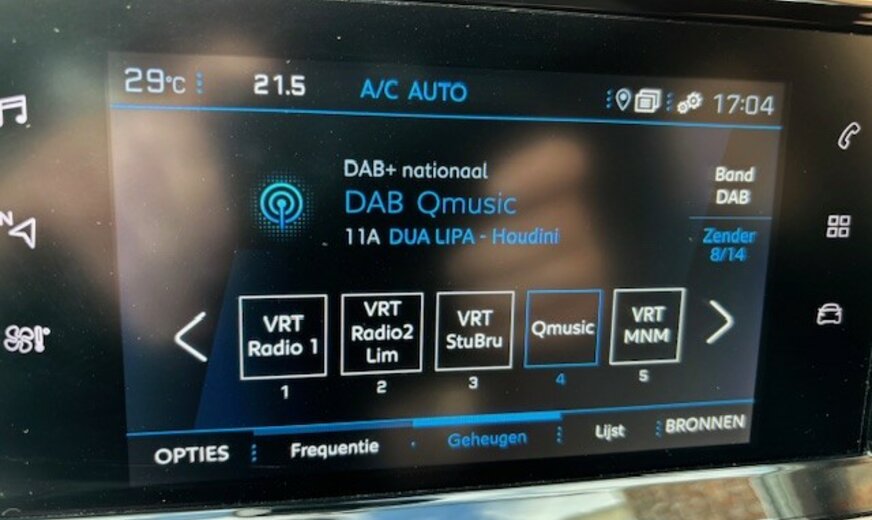 29°C 21.5 A/C AUTO 17:04
DAB+ nationaal
DAB Qmusic
11A DUA LIPA - Houdini
Band
DAB
Zender
8/14
VRT
Radio 1
1
VRT
Radio2
Lim
2
VRT
StuBru
3
Qmusic
4
VRT
MNM
5
OPTIES Frequentie Geheugen Lijst BRONNEN
N